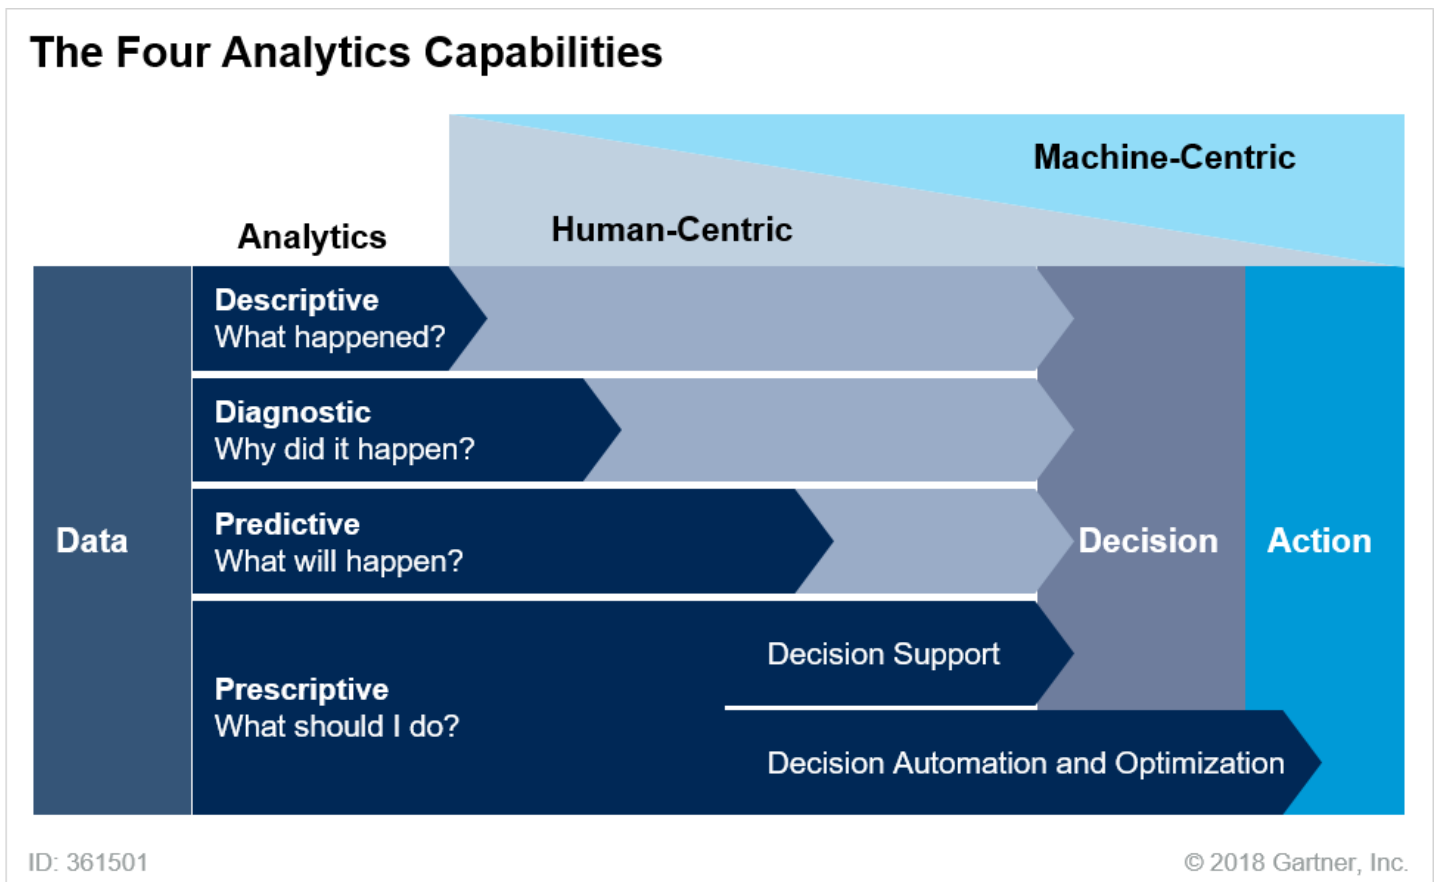 The Four Analytics Capabilities
Machine-Centric
Human-Centric
Analytics
Descriptive
What happened?
Diagnostic
Why did it happen?
Predictive
What will happen?
Data
Decision
Action
Prescriptive
What should I do?
Decision Support
Decision Automation and Optimization
ID: 361501
© 2018 Gartner, Inc.